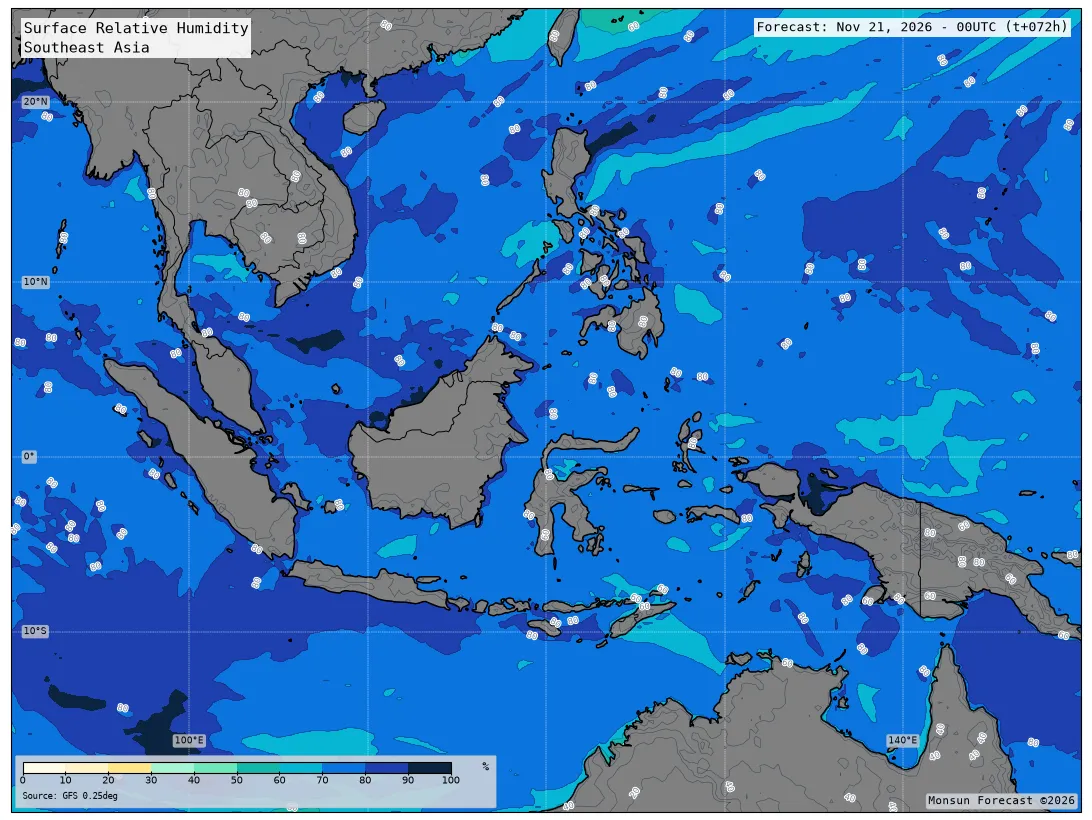 Surface Relative Humidity
Southeast Asia
Forecast: Nov 21, 2026 - 00UTC (t+072h)
20°N
10°N
0°
10°S
100°E
140°E
%
0 10 20 30 40 50 60 70 80 90 100
Source: GFS 0.25deg
Monsun Forecast ©2026